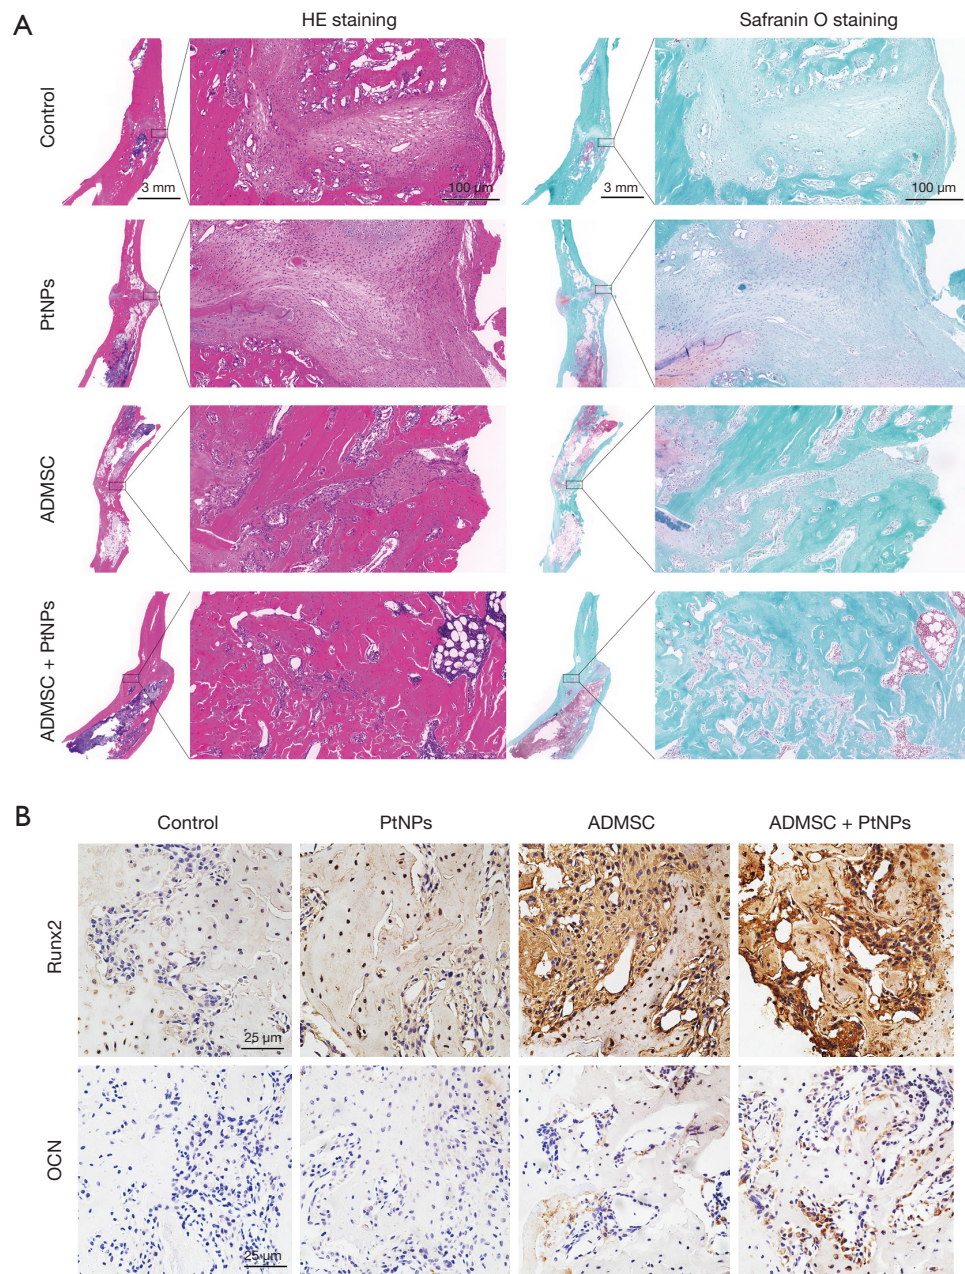 A
HE staining
Safranin O staining
Control
3 mm
100 µm
3 mm
100 µm
PtNPs
ADMSC
ADMSC + PtNPs
B
Control
PtNPs
ADMSC
ADMSC + PtNPs
Runx2
25 µm
OCN
25 µm